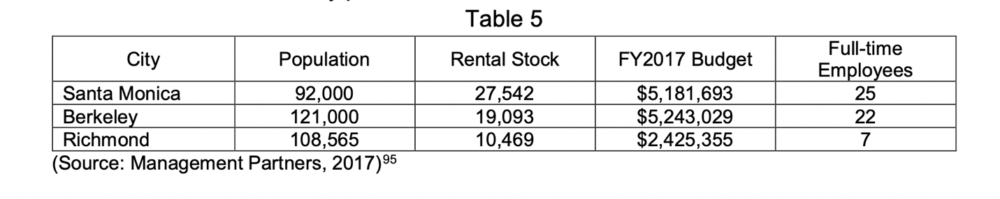 Table 5
City Population Rental Stock FY2017 Budget Full-time Employees
Santa Monica 92,000 27,542 $5,181,693 25
Berkeley 121,000 19,093 $5,243,029 22
Richmond 108,565 10,469 $2,425,355 7
(Source: Management Partners, 2017)95